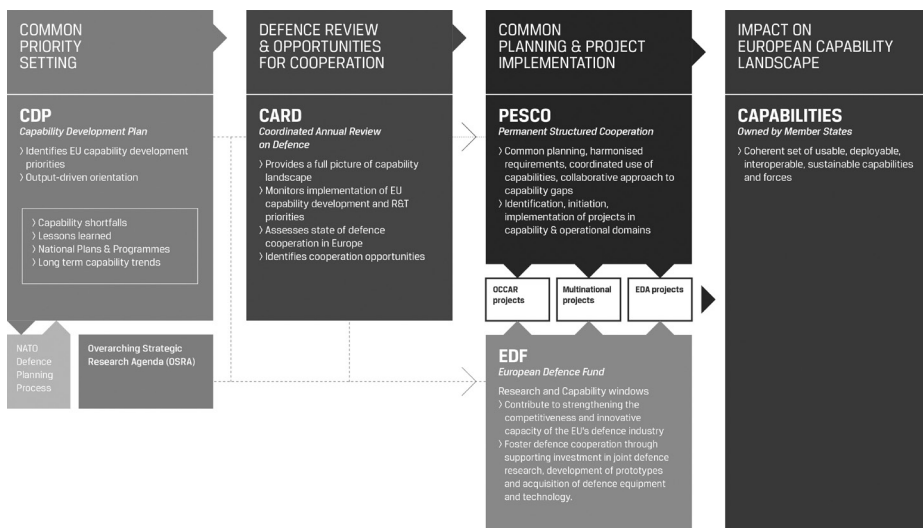 COMMON
PRIORITY
SETTING
CDP
Capability Development Plan
〉Identifies EU capability development
priorities
〉Output-driven orientation
〉Capability shortfalls
〉Lessons learned
〉National Plans & Programmes
〉Long term capability trends
NATO
Defence
Planning
Process
Overarching Strategic
Research Agenda (OSRA)
DEFENCE REVIEW
& OPPORTUNITIES
FOR COOPERATION
CARD
Coordinated Annual Review
on Defence
〉Provides a full picture of capability
landscape
〉Monitors implementation of EU
capability development and R&T
priorities
〉Assesses state of defence
cooperation in Europe
〉Identifies cooperation opportunities
COMMON
PLANNING & PROJECT
IMPLEMENTATION
PESCO
Permanent Structured Cooperation
〉Common planning, harmonised
requirements, coordinated use of
capabilities, collaborative approach to
capability gaps
〉Identification, initiation,
implementation of projects in
capability & operational domains
OCCAR
projects
Multinational
projects
EDA projects
EDF
European Defence Fund
Research and Capability windows
〉Contribute to strengthening the
competitiveness and innovative
capacity of the EU's defence industry
〉Foster defence cooperation through
supporting investment in joint defence
research, development of prototypes
and acquisition of defence equipment
and technology.
IMPACT ON
EUROPEAN CAPABILITY
LANDSCAPE
CAPABILITIES
Owned by Member States
〉Coherent set of usable, deployable,
interoperable, sustainable capabilities
and forces